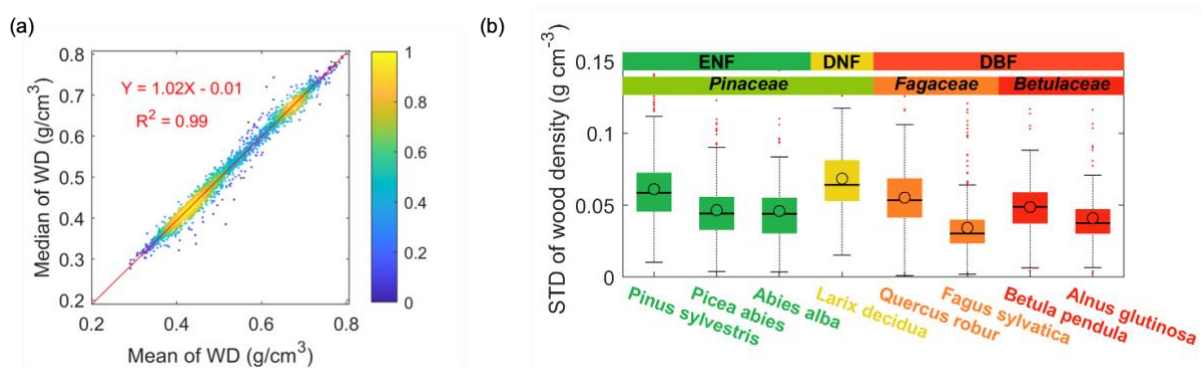 (a)
Y = 1.02X - 0.01
R² = 0.99
Median of WD (g/cm³)
0.8
0.7
0.6
0.5
0.4
0.3
0.2
0.2 0.4 0.6 0.8
Mean of WD (g/cm³)
1
0.8
0.6
0.4
0.2
0
(b)
STD of wood density (g cm⁻³)
0.15
0.1
0.05
0
ENF DNF DBF
Pinaceae Fagaceae Betulaceae
Pinus sylvestris
Picea abies
Abies alba
Larix decidua
Quercus robur
Fagus sylvatica
Betula pendula
Alnus glutinosa